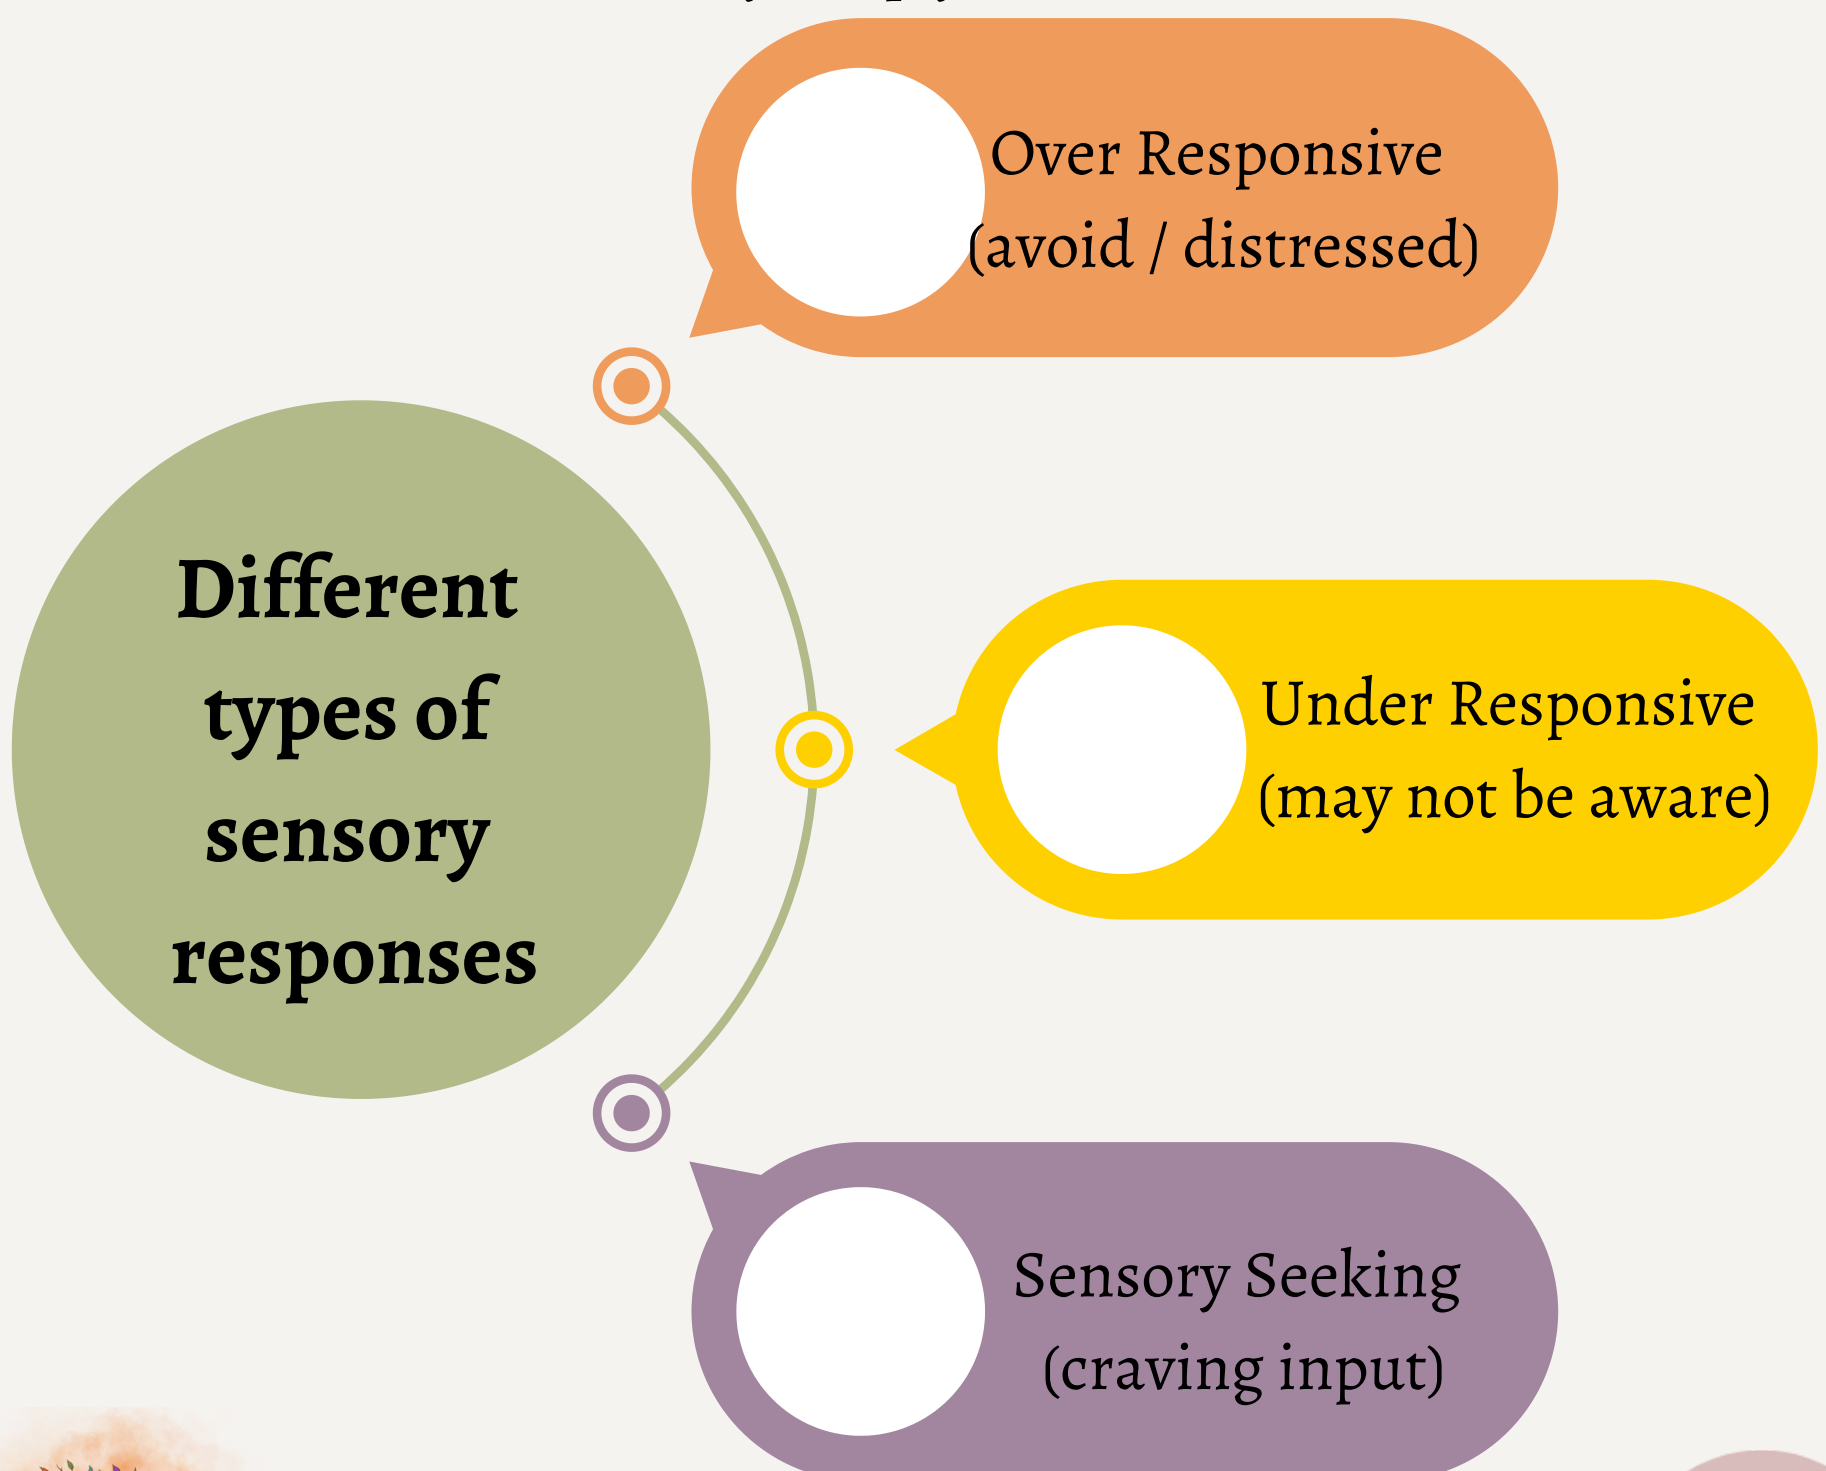 Over Responsive
(avoid / distressed)
Different
types of
sensory
responses
Under Responsive
(may not be aware)
Sensory Seeking
(craving input)